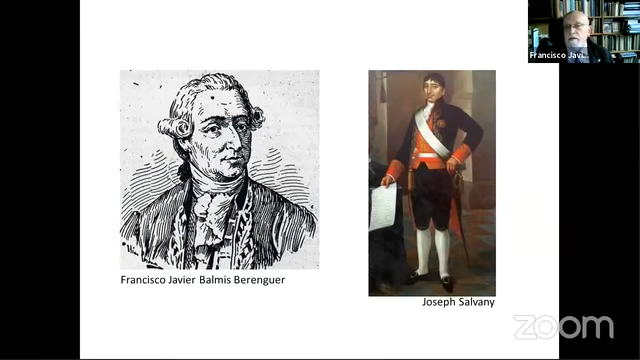 Francisco Javi...
Francisco Javier Balmis Berenguer
Joseph Salvany
zoom